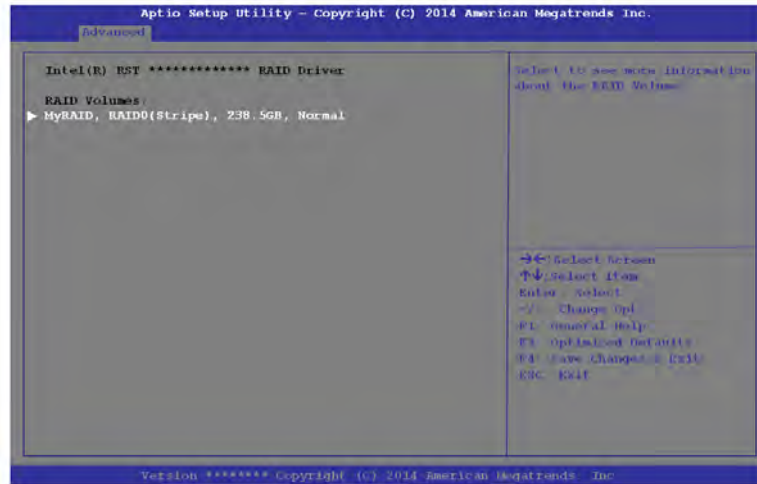 Aptio Setup Utility – Copyright (C) 2014 American Megatrends Inc.
Advanced
Intel(R) RST ************* RAID Driver
RAID Volumes:
MyRAID, RAID0(Stripe), 238.5GB, Normal
Select to see more information
about the RAID Volume
→←:Select Screen
↑↓:Select Item
Enter: Select
Change Opt
F1: General Help
Optimized Defaults
F4: Save Changes & Exit
ESC: Exit
Version ******** Copyright (C) 2014 American Megatrends Inc